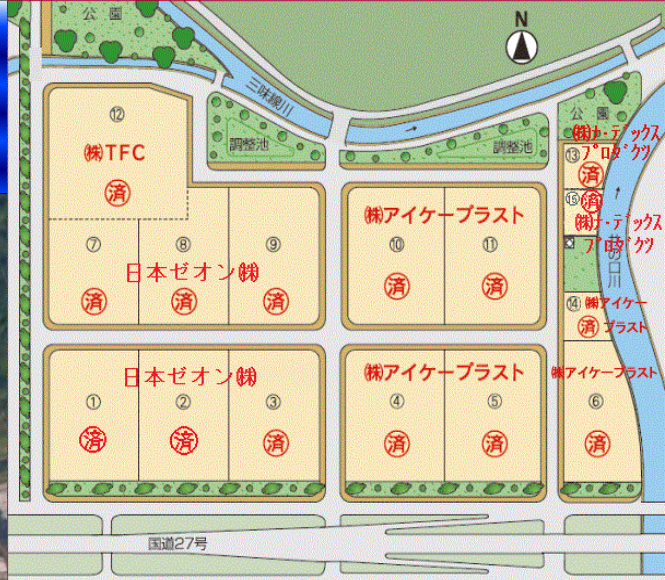 公園
N
三味線川
公園
⑫
㈱ナ・デックス
プロダクツ
調整池
調整池
㈱TFC
⑬
済
済
⑮
済
㈱アイケープラスト
㈱ナ・デックス
プロダクツ
⑦
⑧
⑨
⑩
⑪
日本ゼオン㈱
済
済
済
済
済
⑭
㈱アイケー
プラスト
済
日本ゼオン㈱
㈱アイケープラスト
㈱アイケープラスト
①
②
③
④
⑤
⑥
済
済
済
済
済
済
国道27号